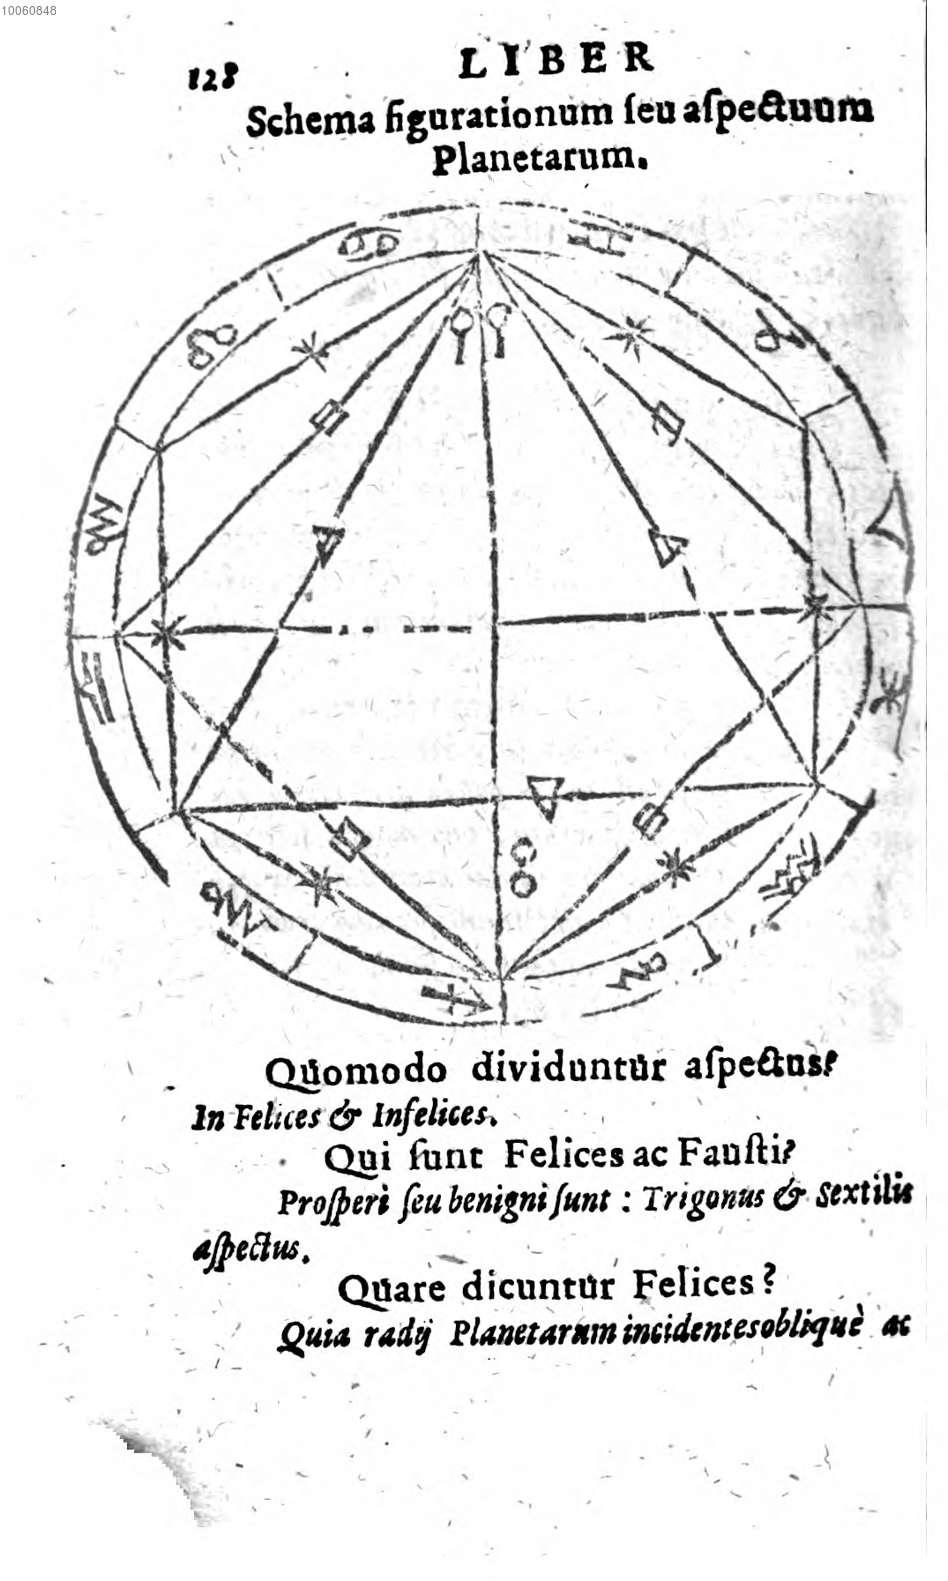 10060848
128 LIBER
Schema figurationum ſeu aſpectuum
Planetarum.
♋ ♊
♌ ♉
♍ ♈
♎ ♓
♏ ♒
♐ ♑
Quomodo dividuntur aſpectus?
In Felices & Infelices.
Qui ſunt Felices ac Fauſti?
Proſperi ſeu benigni ſunt : Trigonus & Sextilis
aſpectus.
Quare dicuntur Felices?
Quia radij Planetarum incidentes obliquè ac